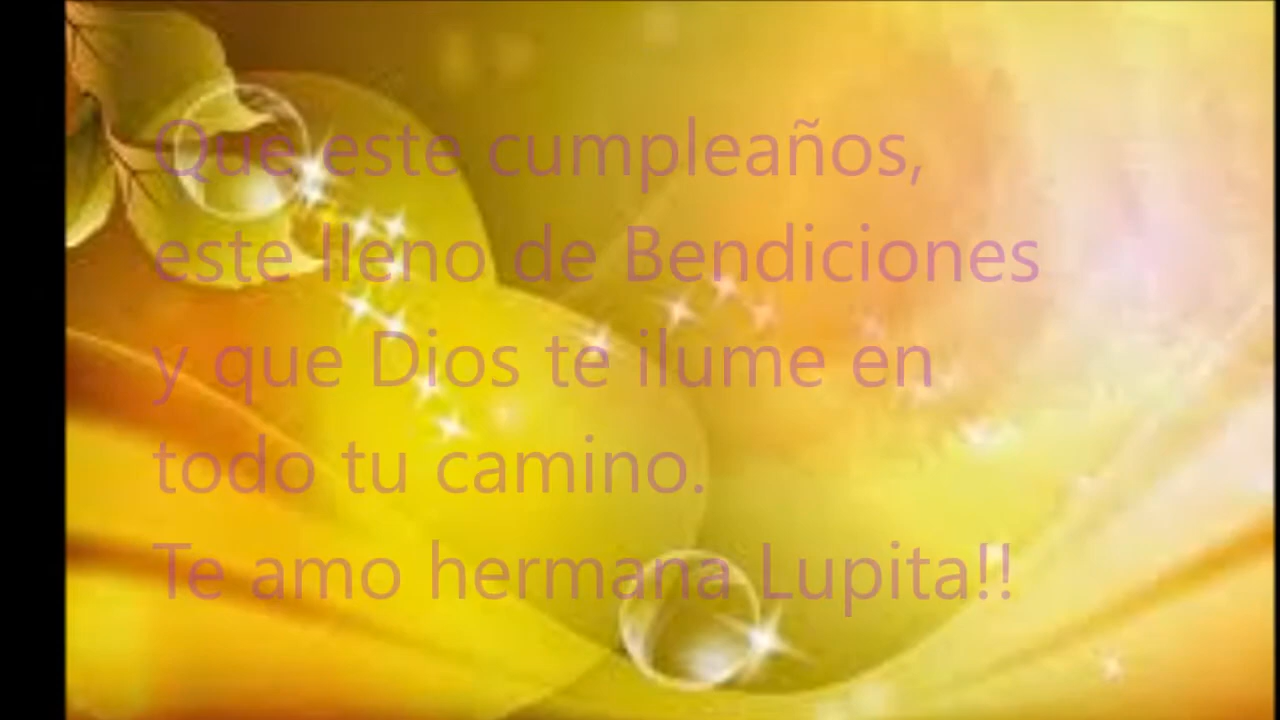 Que este cumpleaños,
este lleno de Bendiciones
y que Dios te ilume en
todo tu camino.
Te amo hermana Lupita!!